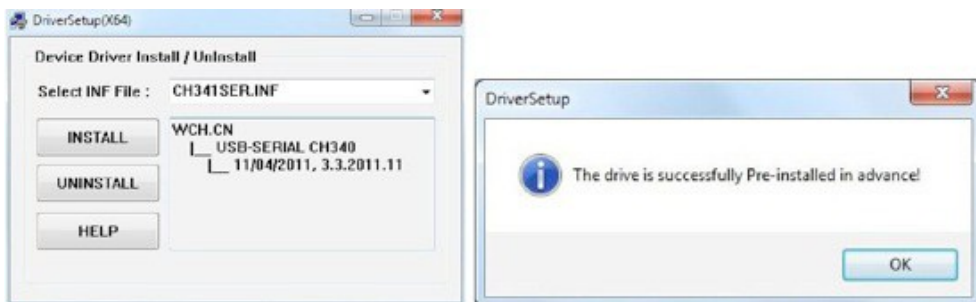 DriverSetup(X64)
Device Driver Install / UnInstall
Select INF File :
CH341SER.INF
INSTALL
UNINSTALL
HELP
WCH.CN
|__ USB-SERIAL CH340
|__ 11/04/2011, 3.3.2011.11
DriverSetup
The drive is successfully Pre-installed in advance!
OK